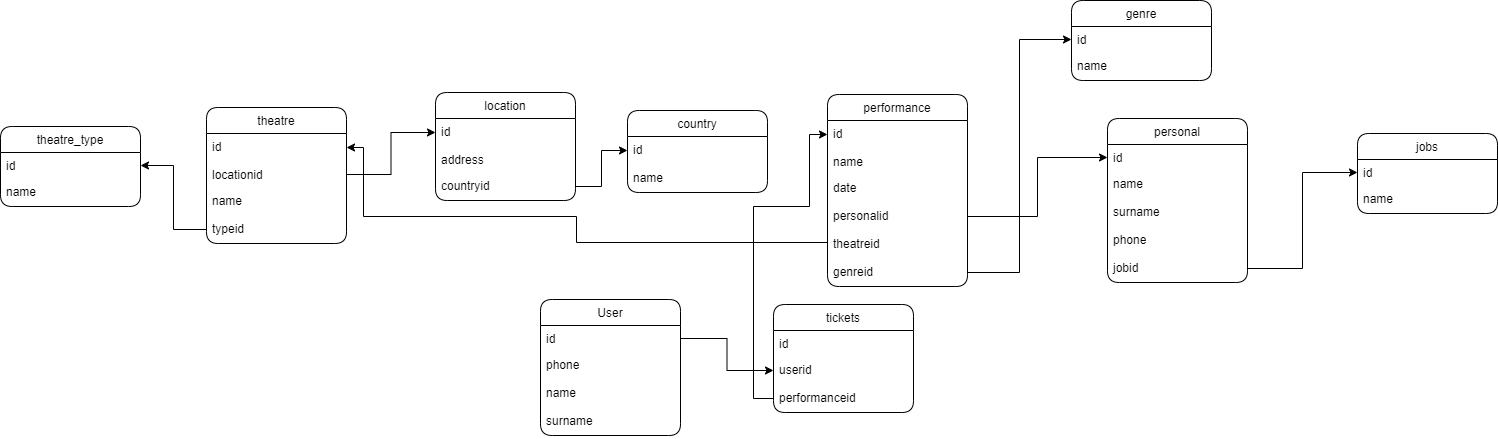 theatre_type
id
name
theatre
id
locationid
name
typeid
location
id
address
countryid
country
id
name
performance
id
name
date
personalid
theatreid
genreid
genre
id
name
personal
id
name
surname
phone
jobid
jobs
id
name
User
id
phone
name
surname
tickets
id
userid
performanceid